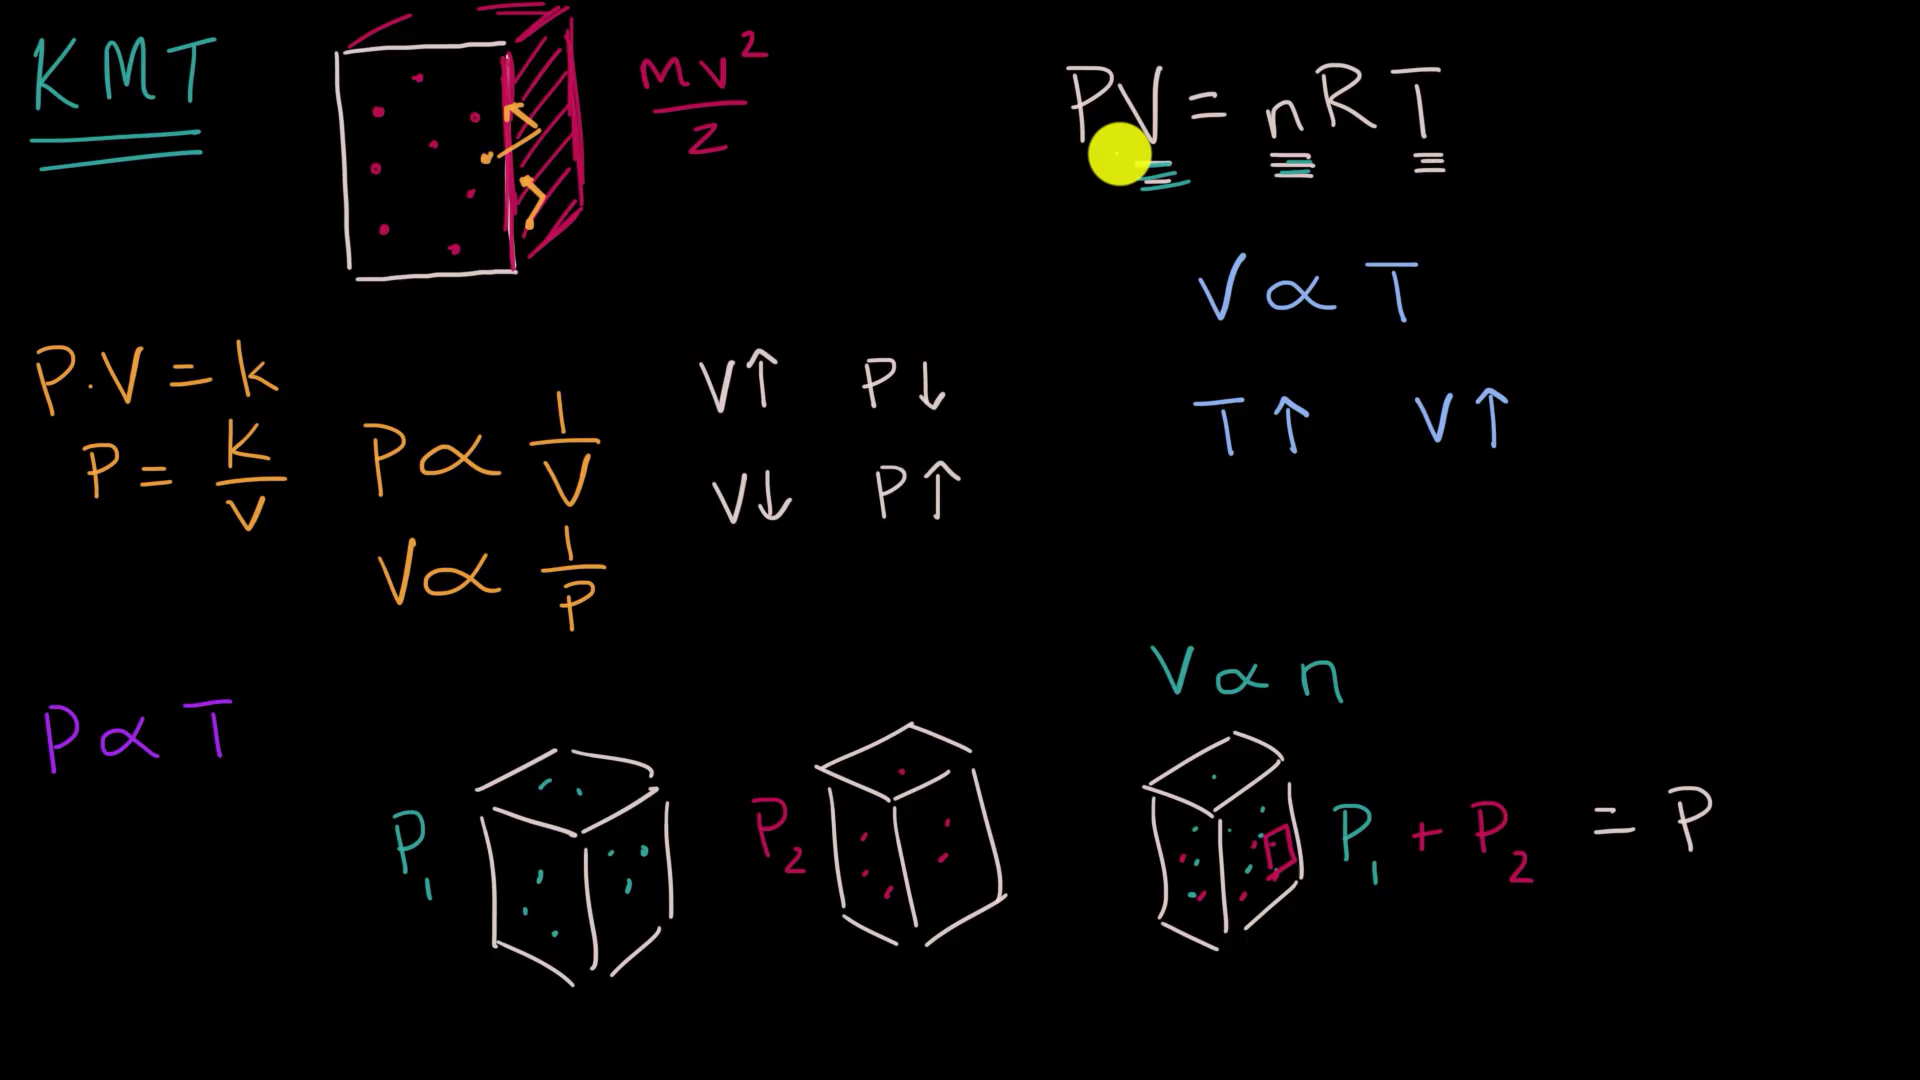 KMT
mv²/2
PV = nRT
V ∝ T
P.V = k
P = K/V
P ∝ 1/V
V ∝ 1/P
V↑ P↓
V↓ P↑
T↑ V↑
P ∝ T
V ∝ n
P₁
P₂
P₁ + P₂ = P